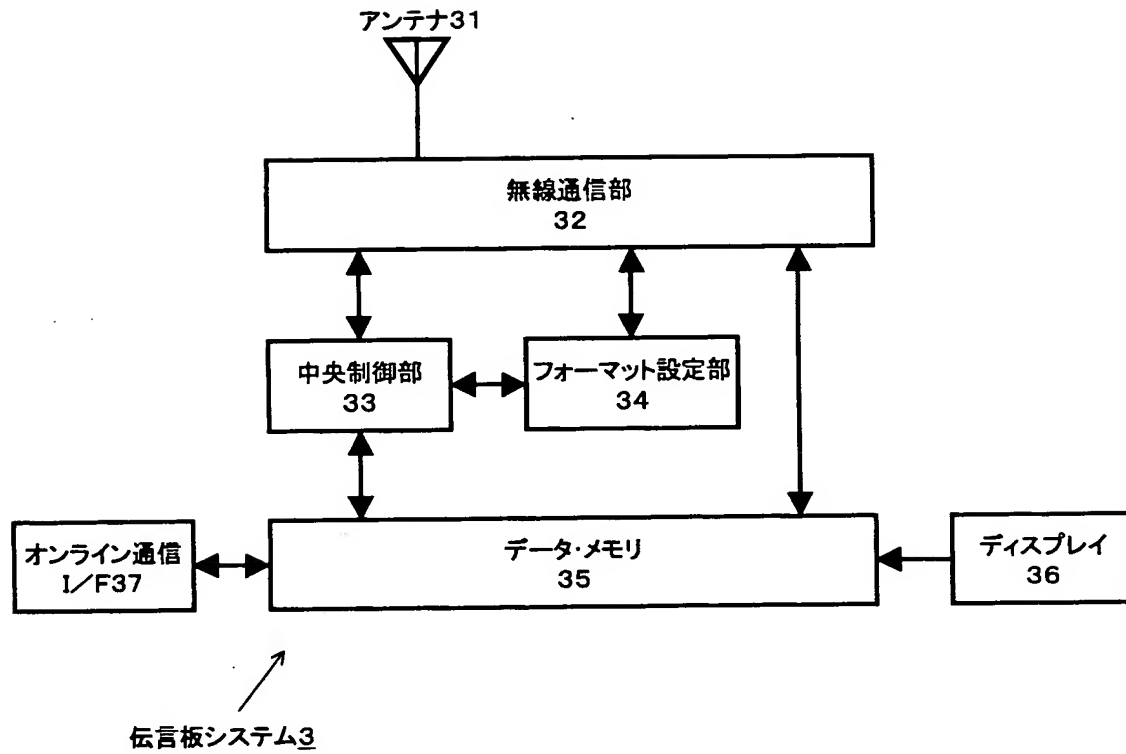 アンテナ31
無線通信部
32
中央制御部
33
フォーマット設定部
34
オンライン通信
I/F37
データ・メモリ
35
ディスプレイ
36
伝言板システム3